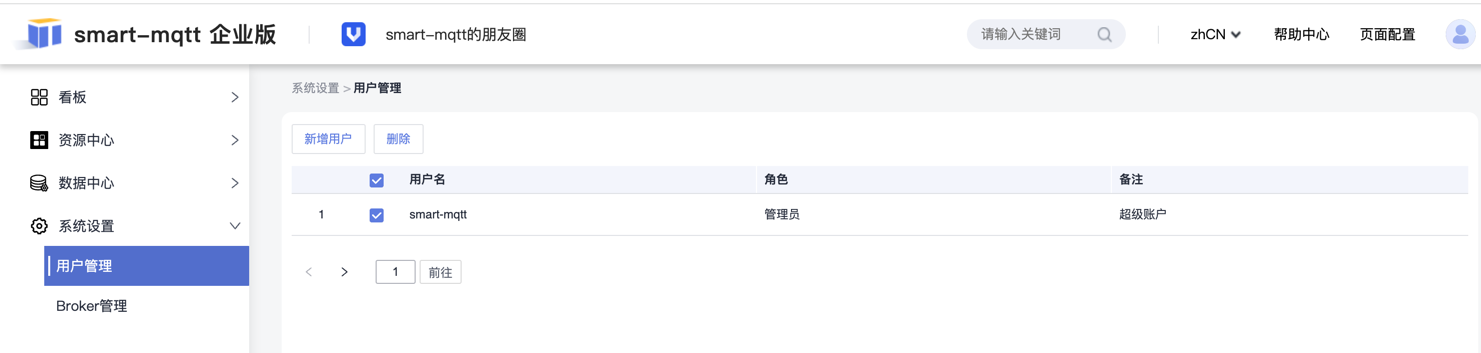 smart-mqtt 企业版
smart-mqtt的朋友圈
请输入关键词
zhCN
帮助中心
页面配置
看板
资源中心
数据中心
系统设置
用户管理
Broker管理
系统设置 > 用户管理
新增用户 删除
用户名 角色 备注
1 smart-mqtt 管理员 超级账户
< > 1 前往